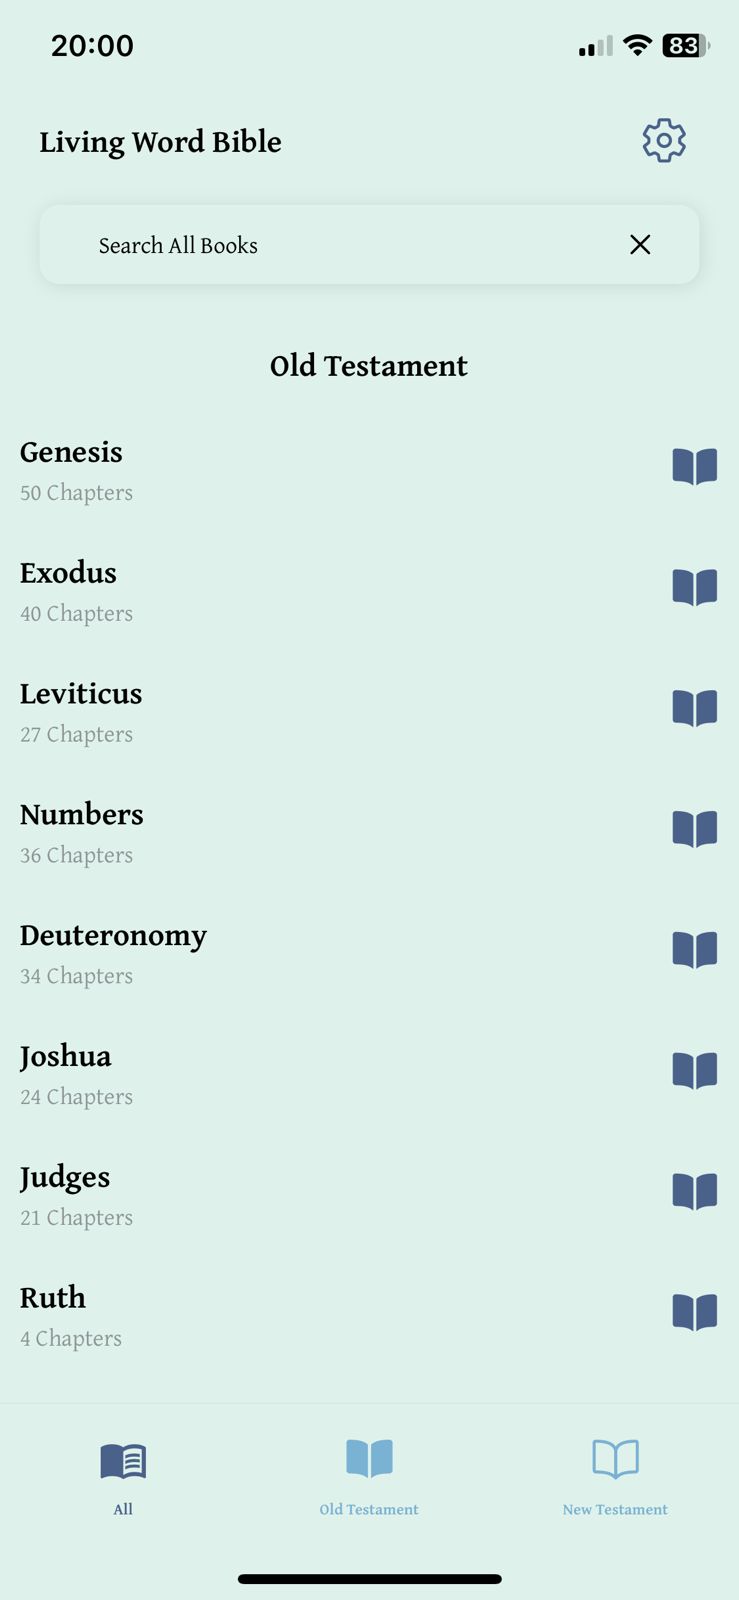 20:00
83
Living Word Bible
Search All Books
Old Testament
Genesis
50 Chapters
Exodus
40 Chapters
Leviticus
27 Chapters
Numbers
36 Chapters
Deuteronomy
34 Chapters
Joshua
24 Chapters
Judges
21 Chapters
Ruth
4 Chapters
All
Old Testament
New Testament